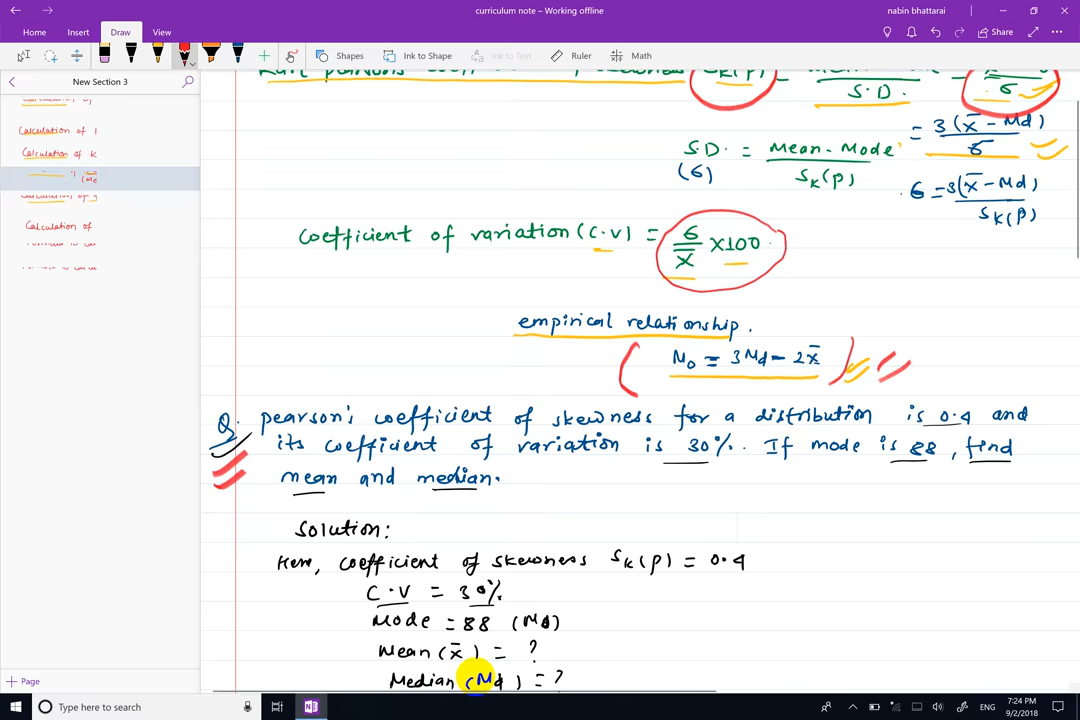 curriculum note - Working offline
nabin bhattarai
Home Insert Draw View
Share
Shapes Ink to Shape Ink to Text Ruler Math
New Section 3
Calculation of
Calculation of k
Calculation of
S.D.
σ
= 3(x̄ - Md)
σ
S.D. = Mean - Mode
(σ) Sk(p)
σ = 3(x̄ - Md)
Sk(p)
coefficient of variation (C.V) = σ/x̄ ×100
empirical relationship.
(Mo = 3Md - 2x̄)
Q. pearson's coefficient of skewness for a distribution is 0.4 and
its coefficient of variation is 30%. If mode is 88, find
mean and median.
Solution:
Here, coefficient of skewness Sk(p) = 0.4
C.V = 30%
Mode = 88 (Mo)
Mean (x̄) = ?
Median (Md) = ?
+ Page
Type here to search
ENG
7:24 PM
9/2/2018